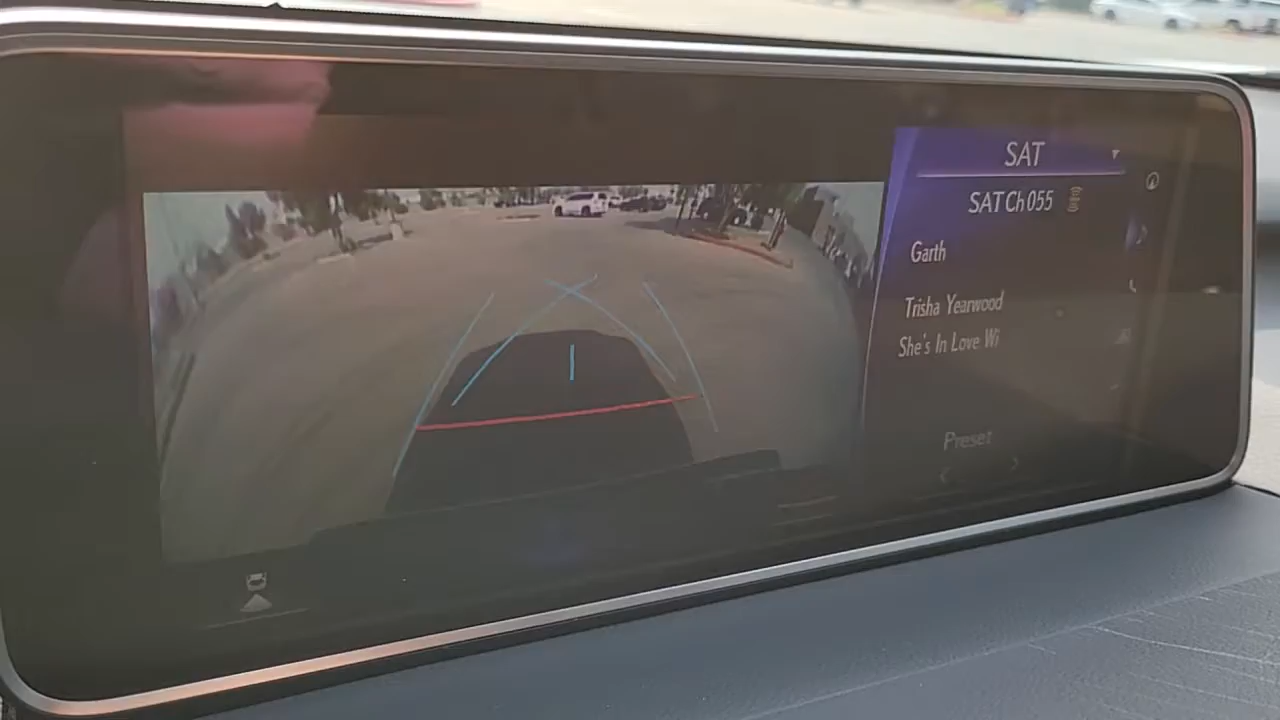 SAT
SAT Ch 055
Garth
Trisha Yearwood
She's In Love Wi
Preset